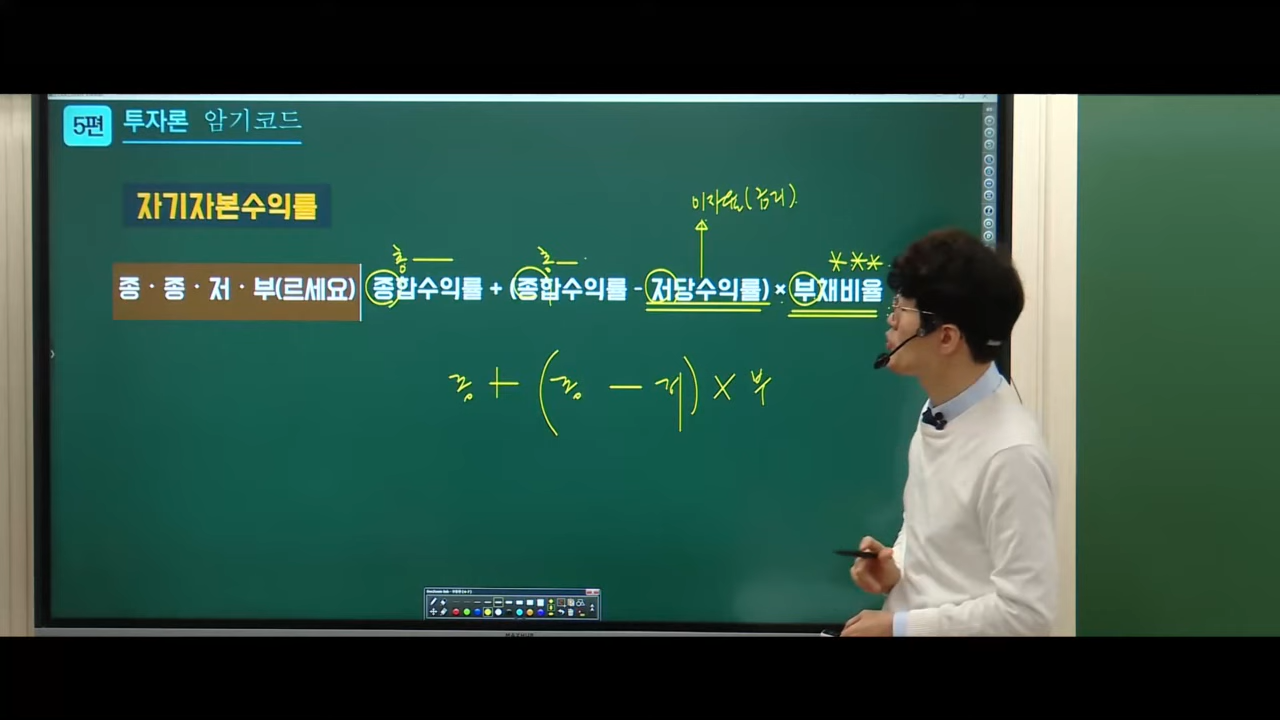 5편 투자론 암기코드
자기자본수익률
이자율(금리)
총 총 ***
종·종·저·부(르세요) 종합수익률 + (종합수익률 - 저당수익률) × 부채비율
종 + (종 - 저) × 부